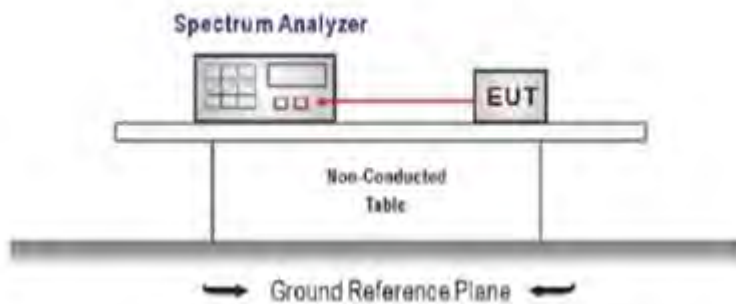 Spectrum Analyzer
EUT
Non-Conducted
Table
Ground Reference Plane